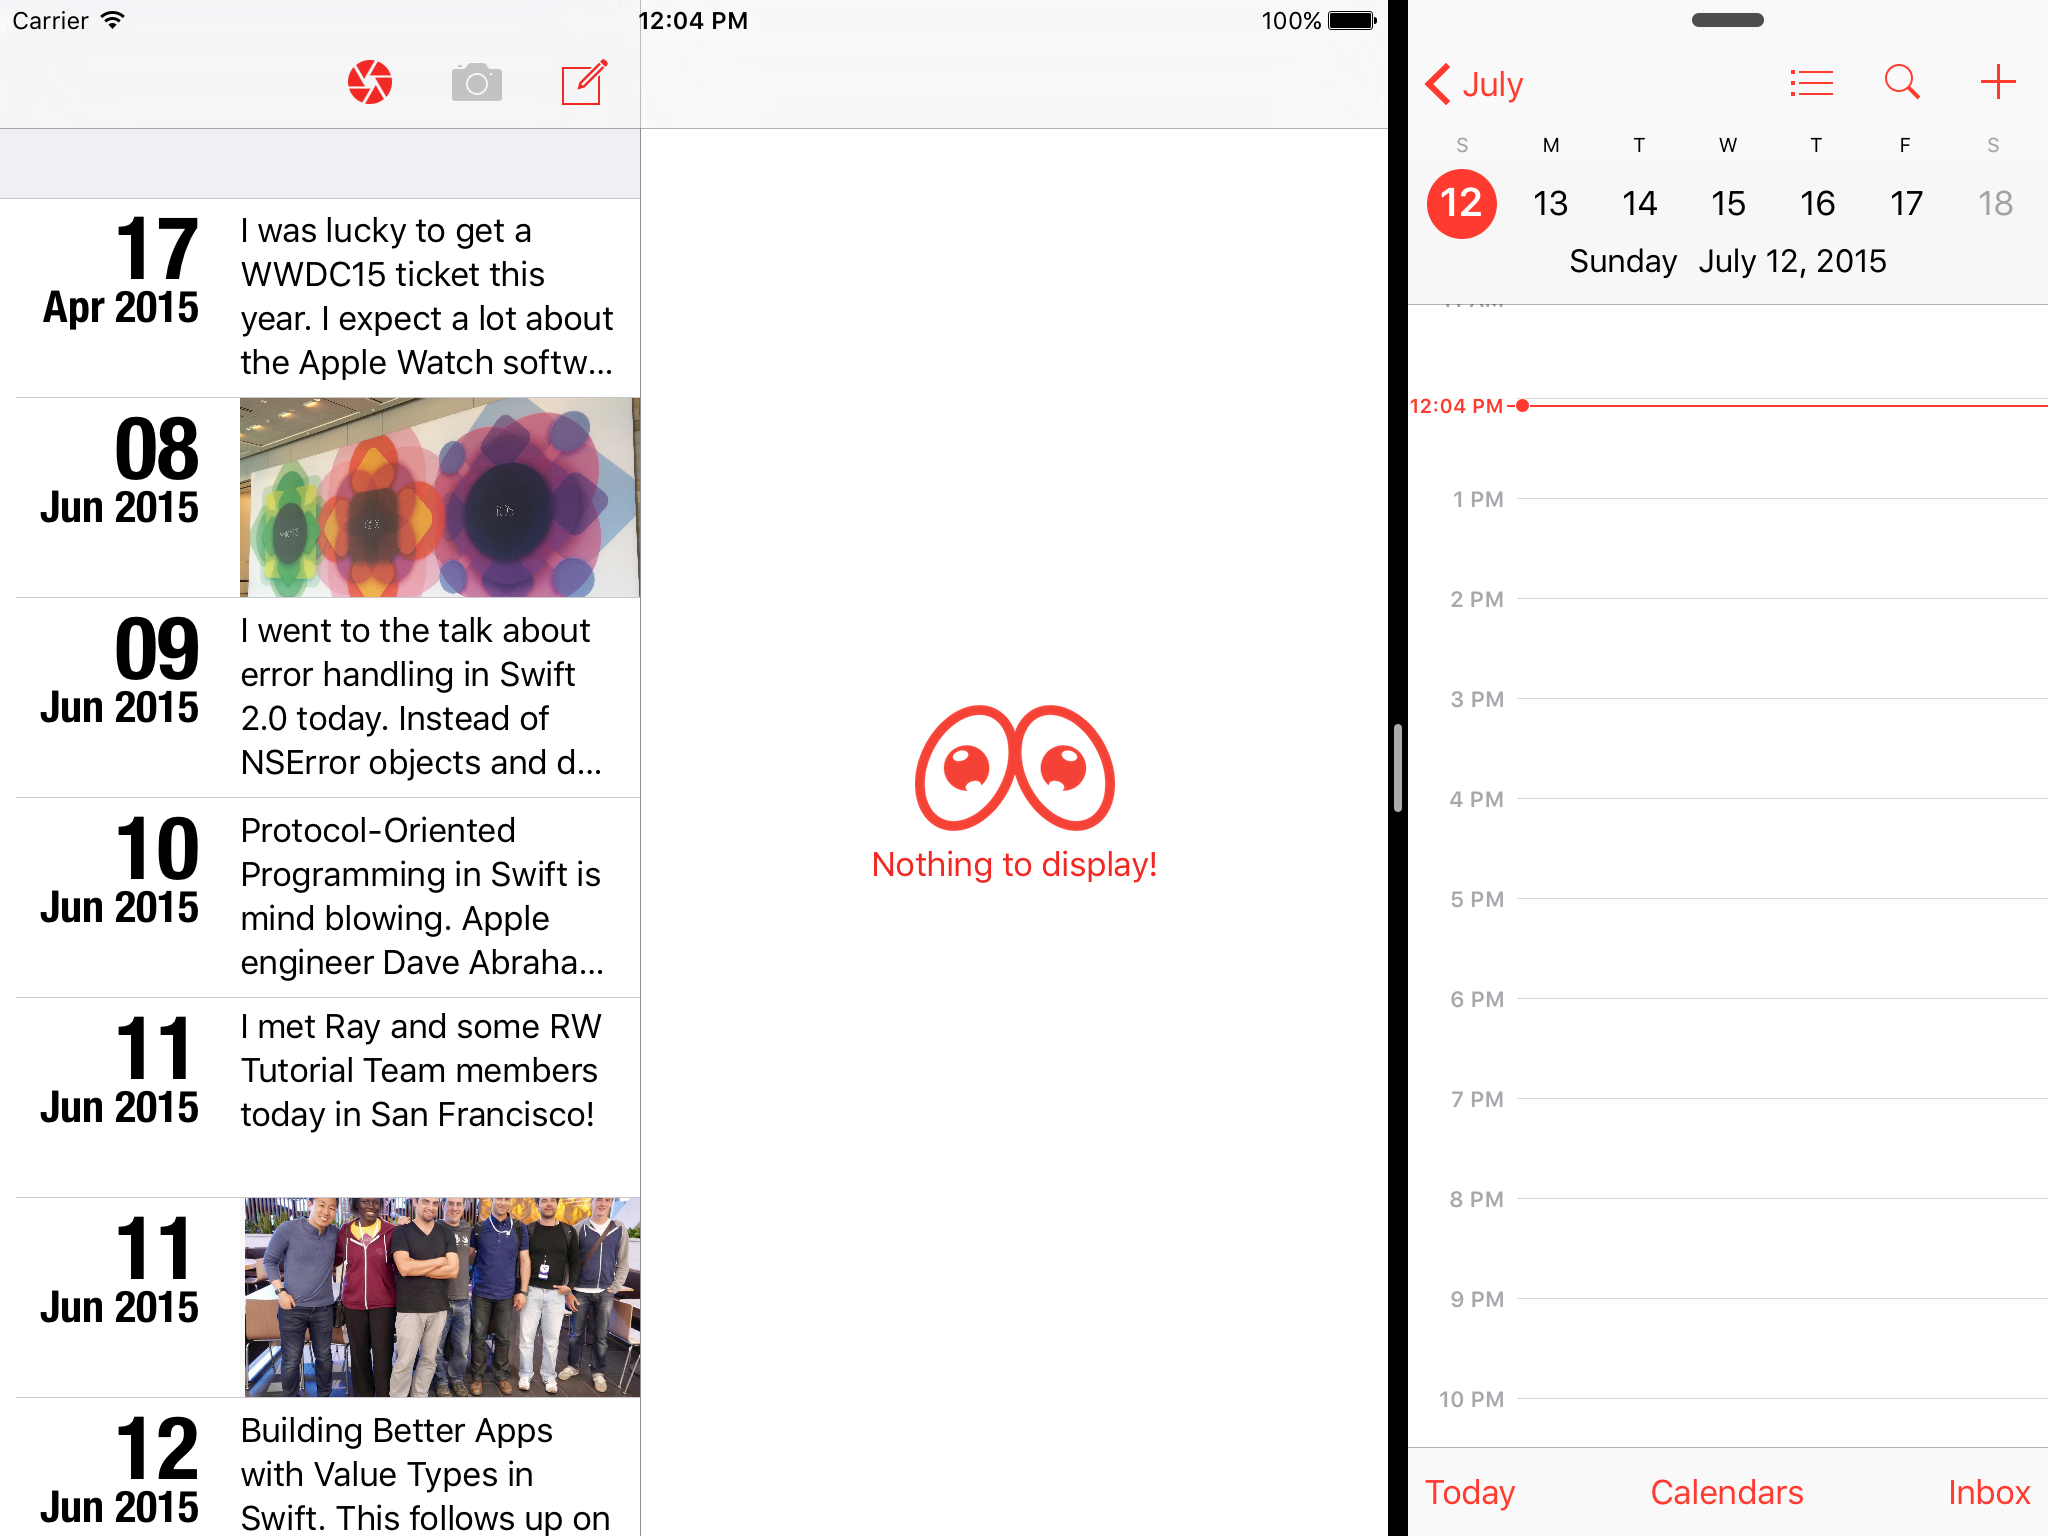 Carrier
12:04 PM
100%
17
Apr 2015
I was lucky to get a
WWDC15 ticket this
year. I expect a lot about
the Apple Watch softw...
08
Jun 2015
iOS
09
Jun 2015
I went to the talk about
error handling in Swift
2.0 today. Instead of
NSError objects and d...
10
Jun 2015
Protocol-Oriented
Programming in Swift is
mind blowing. Apple
engineer Dave Abraha...
11
Jun 2015
I met Ray and some RW
Tutorial Team members
today in San Francisco!
11
Jun 2015
12
Jun 2015
Building Better Apps
with Value Types in
Swift. This follows up on
Nothing to display!
July
S M T W T F S
12 13 14 15 16 17 18
Sunday July 12, 2015
12:04 PM
1 PM
2 PM
3 PM
4 PM
5 PM
6 PM
7 PM
8 PM
9 PM
10 PM
Today Calendars Inbox